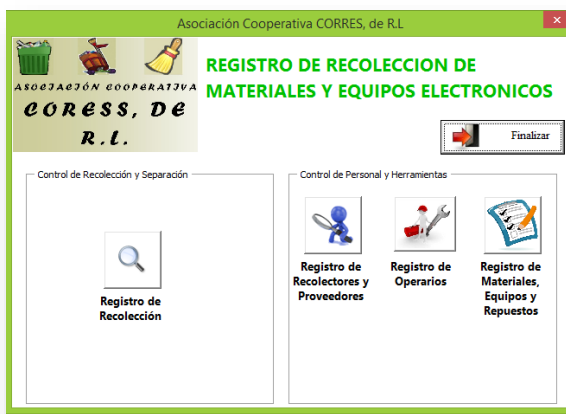 Asociación Cooperativa CORRES, de R.L
ASOCIACIÓN COOPERATIVA
CORESS, DE
R.L.
REGISTRO DE RECOLECCION DE
MATERIALES Y EQUIPOS ELECTRONICOS
Finalizar
Control de Recolección y Separación
Registro de
Recolección
Control de Personal y Herramientas
Registro de
Recolectores y
Proveedores
Registro de
Operarios
Registro de
Materiales,
Equipos y
Repuestos